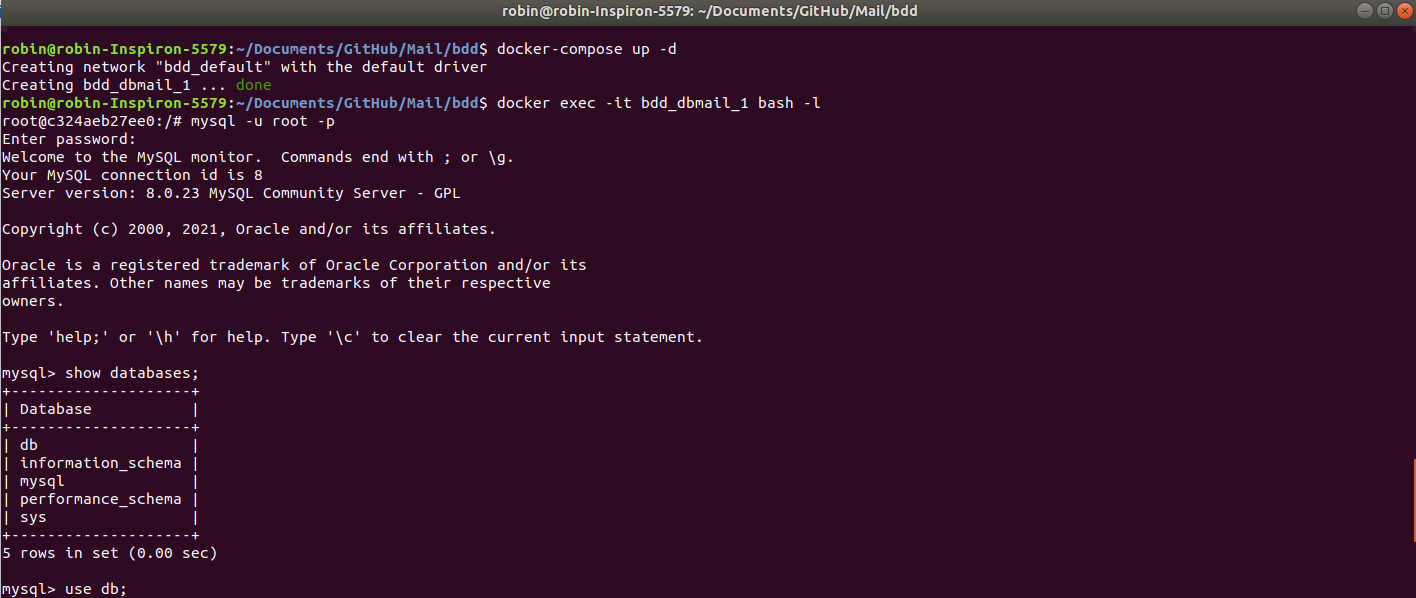 robin@robin-Inspiron-5579: ~/Documents/GitHub/Mail/bdd
robin@robin-Inspiron-5579:~/Documents/GitHub/Mail/bdd$ docker-compose up -d
Creating network "bdd_default" with the default driver
Creating bdd_dbmail_1 ... done
robin@robin-Inspiron-5579:~/Documents/GitHub/Mail/bdd$ docker exec -it bdd_dbmail_1 bash -l
root@c324aeb27ee0:/# mysql -u root -p
Enter password:
Welcome to the MySQL monitor.  Commands end with ; or \g.
Your MySQL connection id is 8
Server version: 8.0.23 MySQL Community Server - GPL

Copyright (c) 2000, 2021, Oracle and/or its affiliates.

Oracle is a registered trademark of Oracle Corporation and/or its
affiliates. Other names may be trademarks of their respective
owners.

Type 'help;' or '\h' for help. Type '\c' to clear the current input statement.

mysql> show databases;
+--------------------+
| Database           |
+--------------------+
| db                 |
| information_schema |
| mysql              |
| performance_schema |
| sys                |
+--------------------+
5 rows in set (0.00 sec)

mysql> use db;